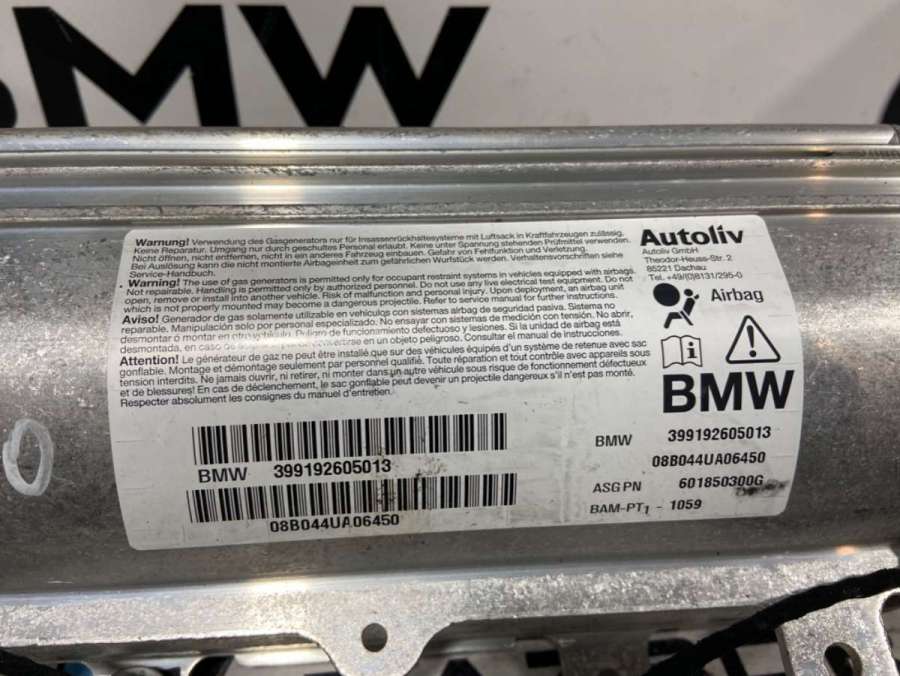 BMW
Warnung! Verwendung des Gasgenerators nur für Insassenrückhaltesysteme mit Luftsack in Kraftfahrzeugen zulässig.
Keine Reparatur. Umgang nur durch geschultes Personal erlaubt. Keine unter Spannung stehenden Prüfmittel verwenden.
Nicht öffnen, nicht entfernen, nicht in ein anderes Fahrzeug einbauen. Gefahr von Fehlfunktion und Verletzung.
Bei Auslösung kann die nicht montierte Airbageinheit zum gefährlichen Wurfstück werden. Verhaltensvorschriften siehe
Service-Handbuch.
Warning! The use of gas generators is permitted only for occupant restraint systems in vehicles equipped with airbags.
Not repairable. Handling is permitted only by authorized personnel. Do not use any live electrical test equipment. Do not
open, remove or install into another vehicle. Risk of malfunction and personal injury. Upon deployment, an airbag unit
which is not properly mounted may become a dangerous projectile. Refer to service manual for further instructions.
Aviso! Generador de gas solamente utilizable en vehículos con sistemas airbag de seguridad pasiva. Sistema no
reparable. Manipulación solo por personal especializado. No ensayar con sistemas de medición con tensión. No abrir,
desmontar ó montar en otro vehículo. Peligro de funcionamiento defectuoso y lesiones. Si la unidad de airbag está
desmontada, en caso de convertirse en un objeto peligroso. Consultar el manual de instrucciones.
Attention! Le générateur de gaz ne peut être installé que sur des véhicules équipés d'un système de retenue avec sac
gonflable. Montage et démontage seulement par personnel qualifié. Toute réparation et tout contrôle avec appareils sous
tension interdits. Ne jamais ouvrir, ni retirer, ni monter dans un autre véhicule sous risque de fonctionnement défectueux
et de blessures! En cas de déclenchement, le sac gonflable peut devenir un projectile dangereux s'il n'est pas monté.
Respecter absolument les consignes du manuel d'entretien.
Autoliv
Autoliv GmbH
Theodor-Heuss-Str. 2
85221 Dachau
Tel. +49/(0)8131/295-0
Airbag
BMW
BMW 399192605013
08B044UA06450
BMW 399192605013
08B044UA06450
ASG PN 601850300G
BAM-PT1 - 1059